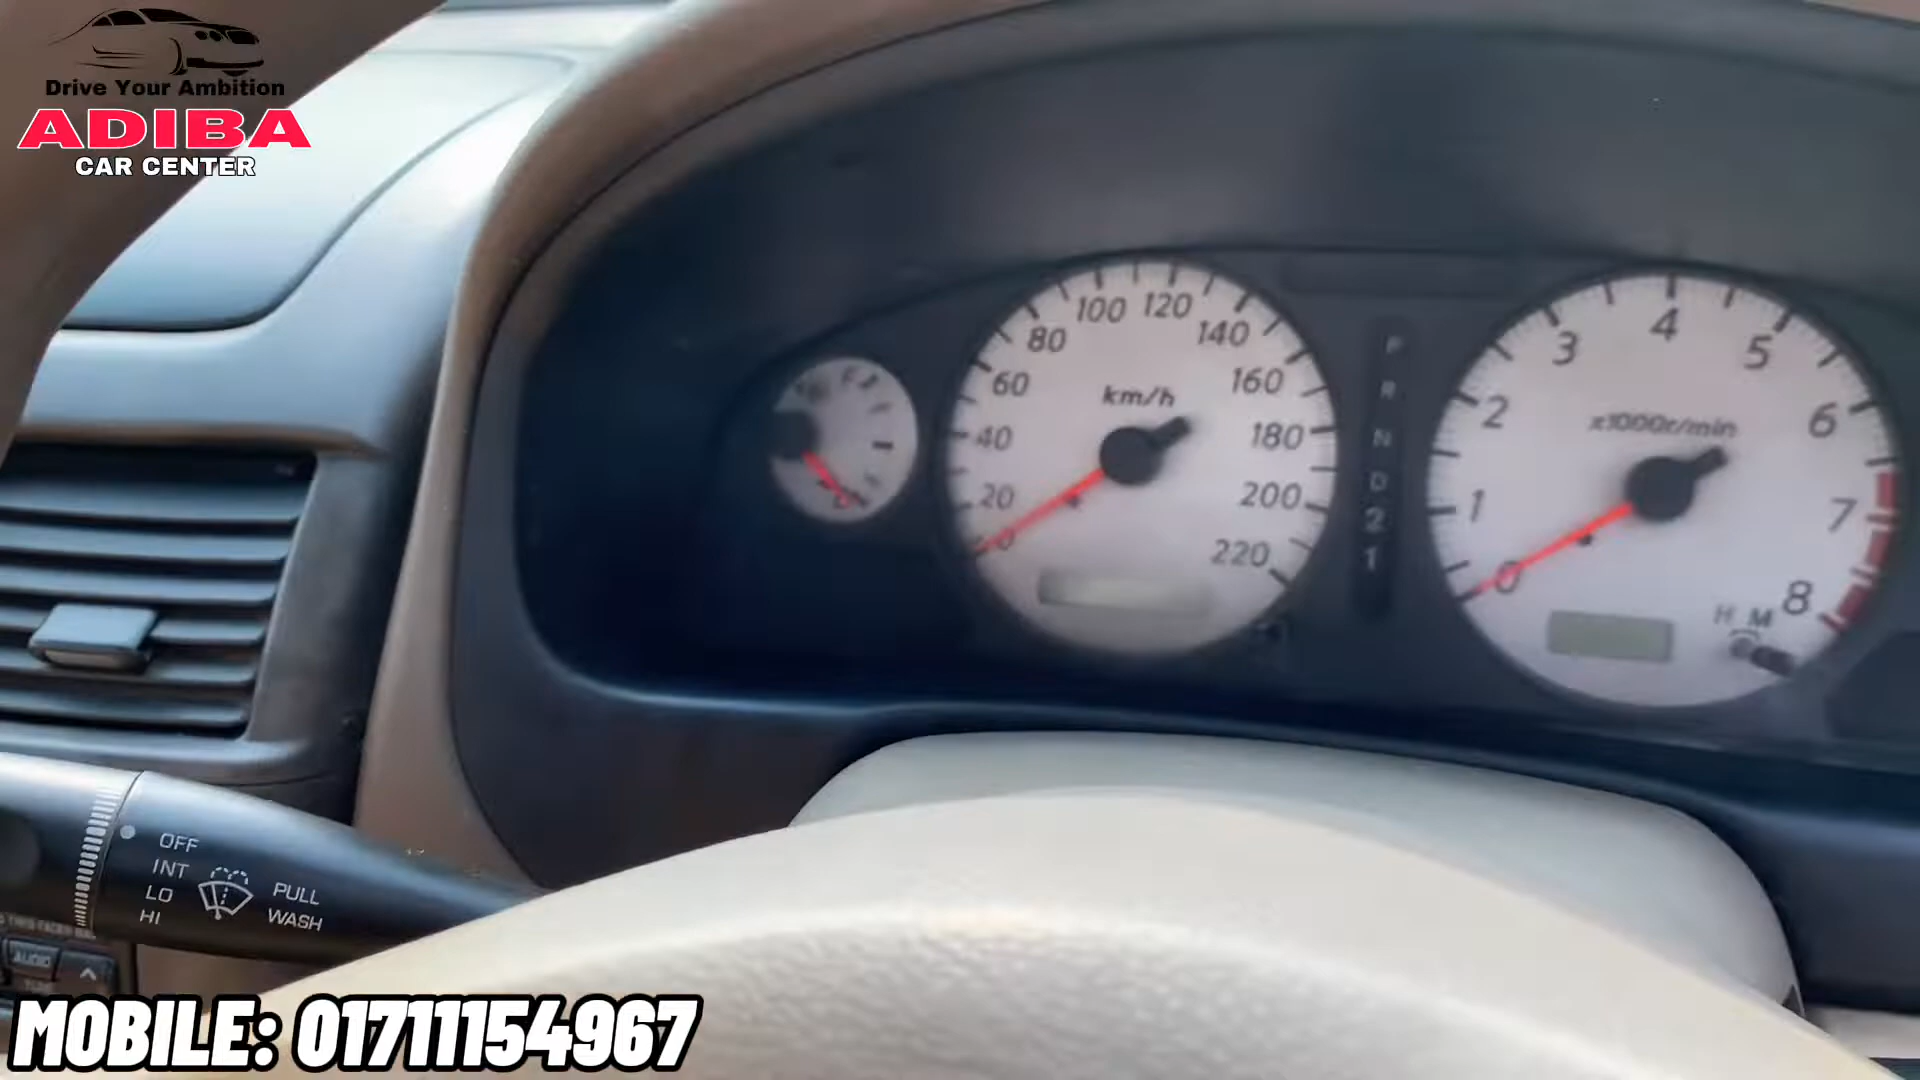 Drive Your Ambition
ADIBA
CAR CENTER
100 120
80 140
60 160
km/h
40 180
20 200
0 220
P
R
N
D
2
1
4
3 5
2 6
x1000r/min
1 7
0 8
H M
OFF
INT
LO
HI
PULL
WASH
AUDIO
MOBILE: 01711154967